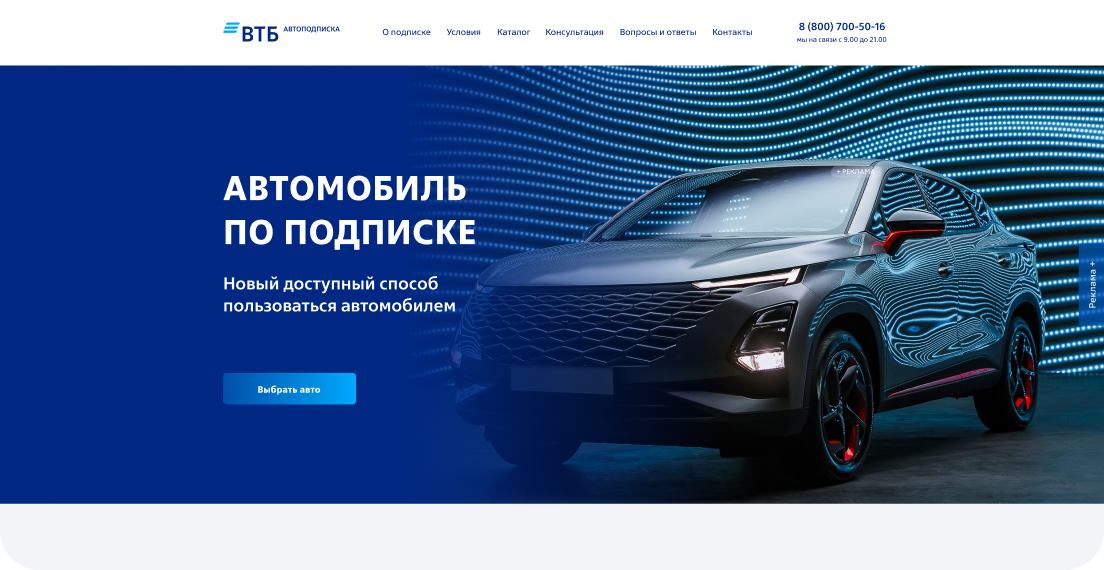 ВТБ АВТОПОДПИСКА
О подписке Условия Каталог Консультация Вопросы и ответы Контакты
8 (800) 700-50-16
мы на связи с 9.00 до 21.00
+ РЕКЛАМА
АВТОМОБИЛЬ
ПО ПОДПИСКЕ
Новый доступный способ
пользоваться автомобилем
Реклама +
Выбрать авто